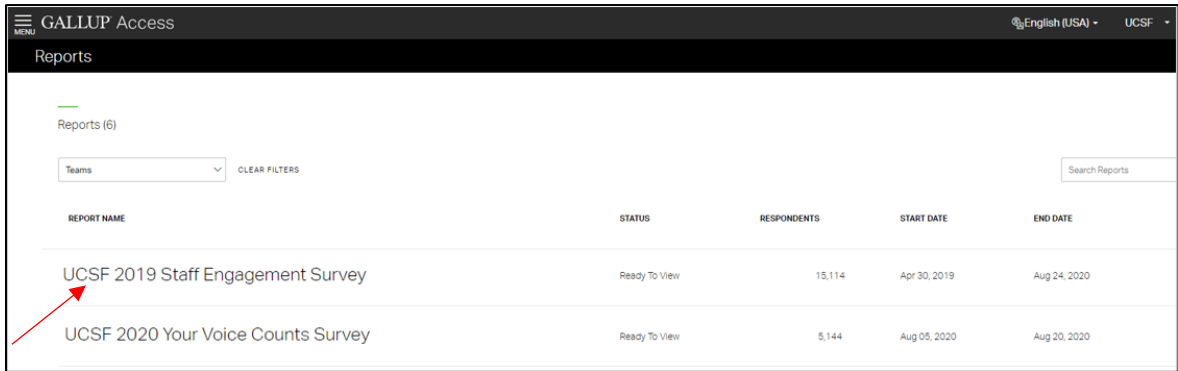 MENU GALLUP Access English (USA) UCSF
Reports
Reports (6)
Teams CLEAR FILTERS Search Reports
REPORT NAME STATUS RESPONDENTS START DATE END DATE
UCSF 2019 Staff Engagement Survey Ready To View 15,114 Apr 30, 2019 Aug 24, 2020
UCSF 2020 Your Voice Counts Survey Ready To View 5,144 Aug 05, 2020 Aug 20, 2020